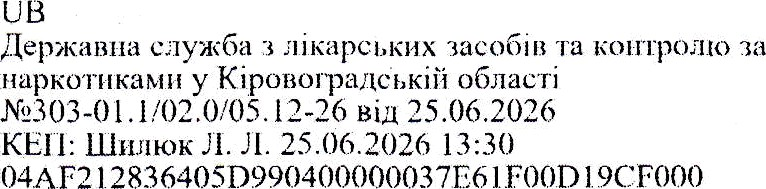 UB
Державна служба з лікарських засобів та контролю за
наркотиками у Кіровоградській області
№303-01.1/02.0/05.12-26 від 25.06.2026
КЕП: Шилюк Л. Л. 25.06.2026 13:30
04AF212836405D990400000037E61F00D19CF000